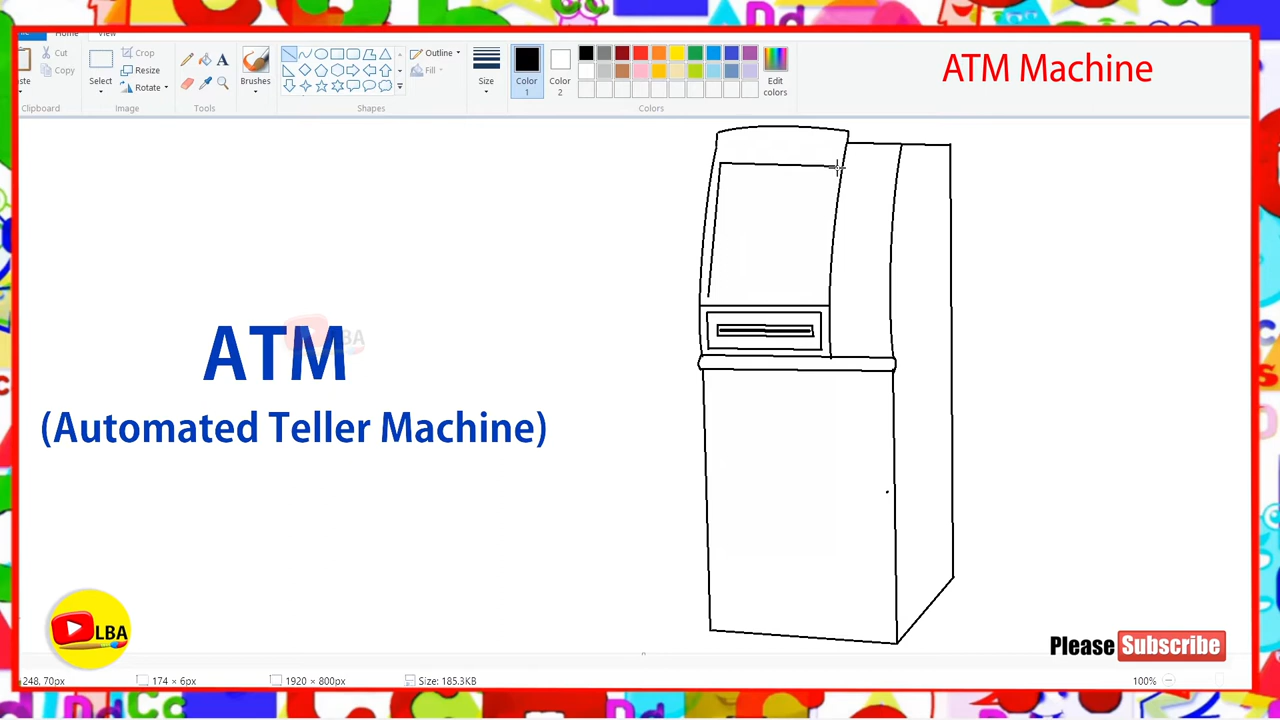 Home
View
Cut
Copy
Clipboard
Select
Crop
Resize
Rotate
Image
Tools
Brushes
Shapes
Outline
Fill
Size
Color
1
Color
2
Colors
Edit
colors
ATM Machine
ATM
(Automated Teller Machine)
LBA
Please Subscribe
248, 70px
174 × 6px
1920 × 800px
Size: 185.3KB
100%